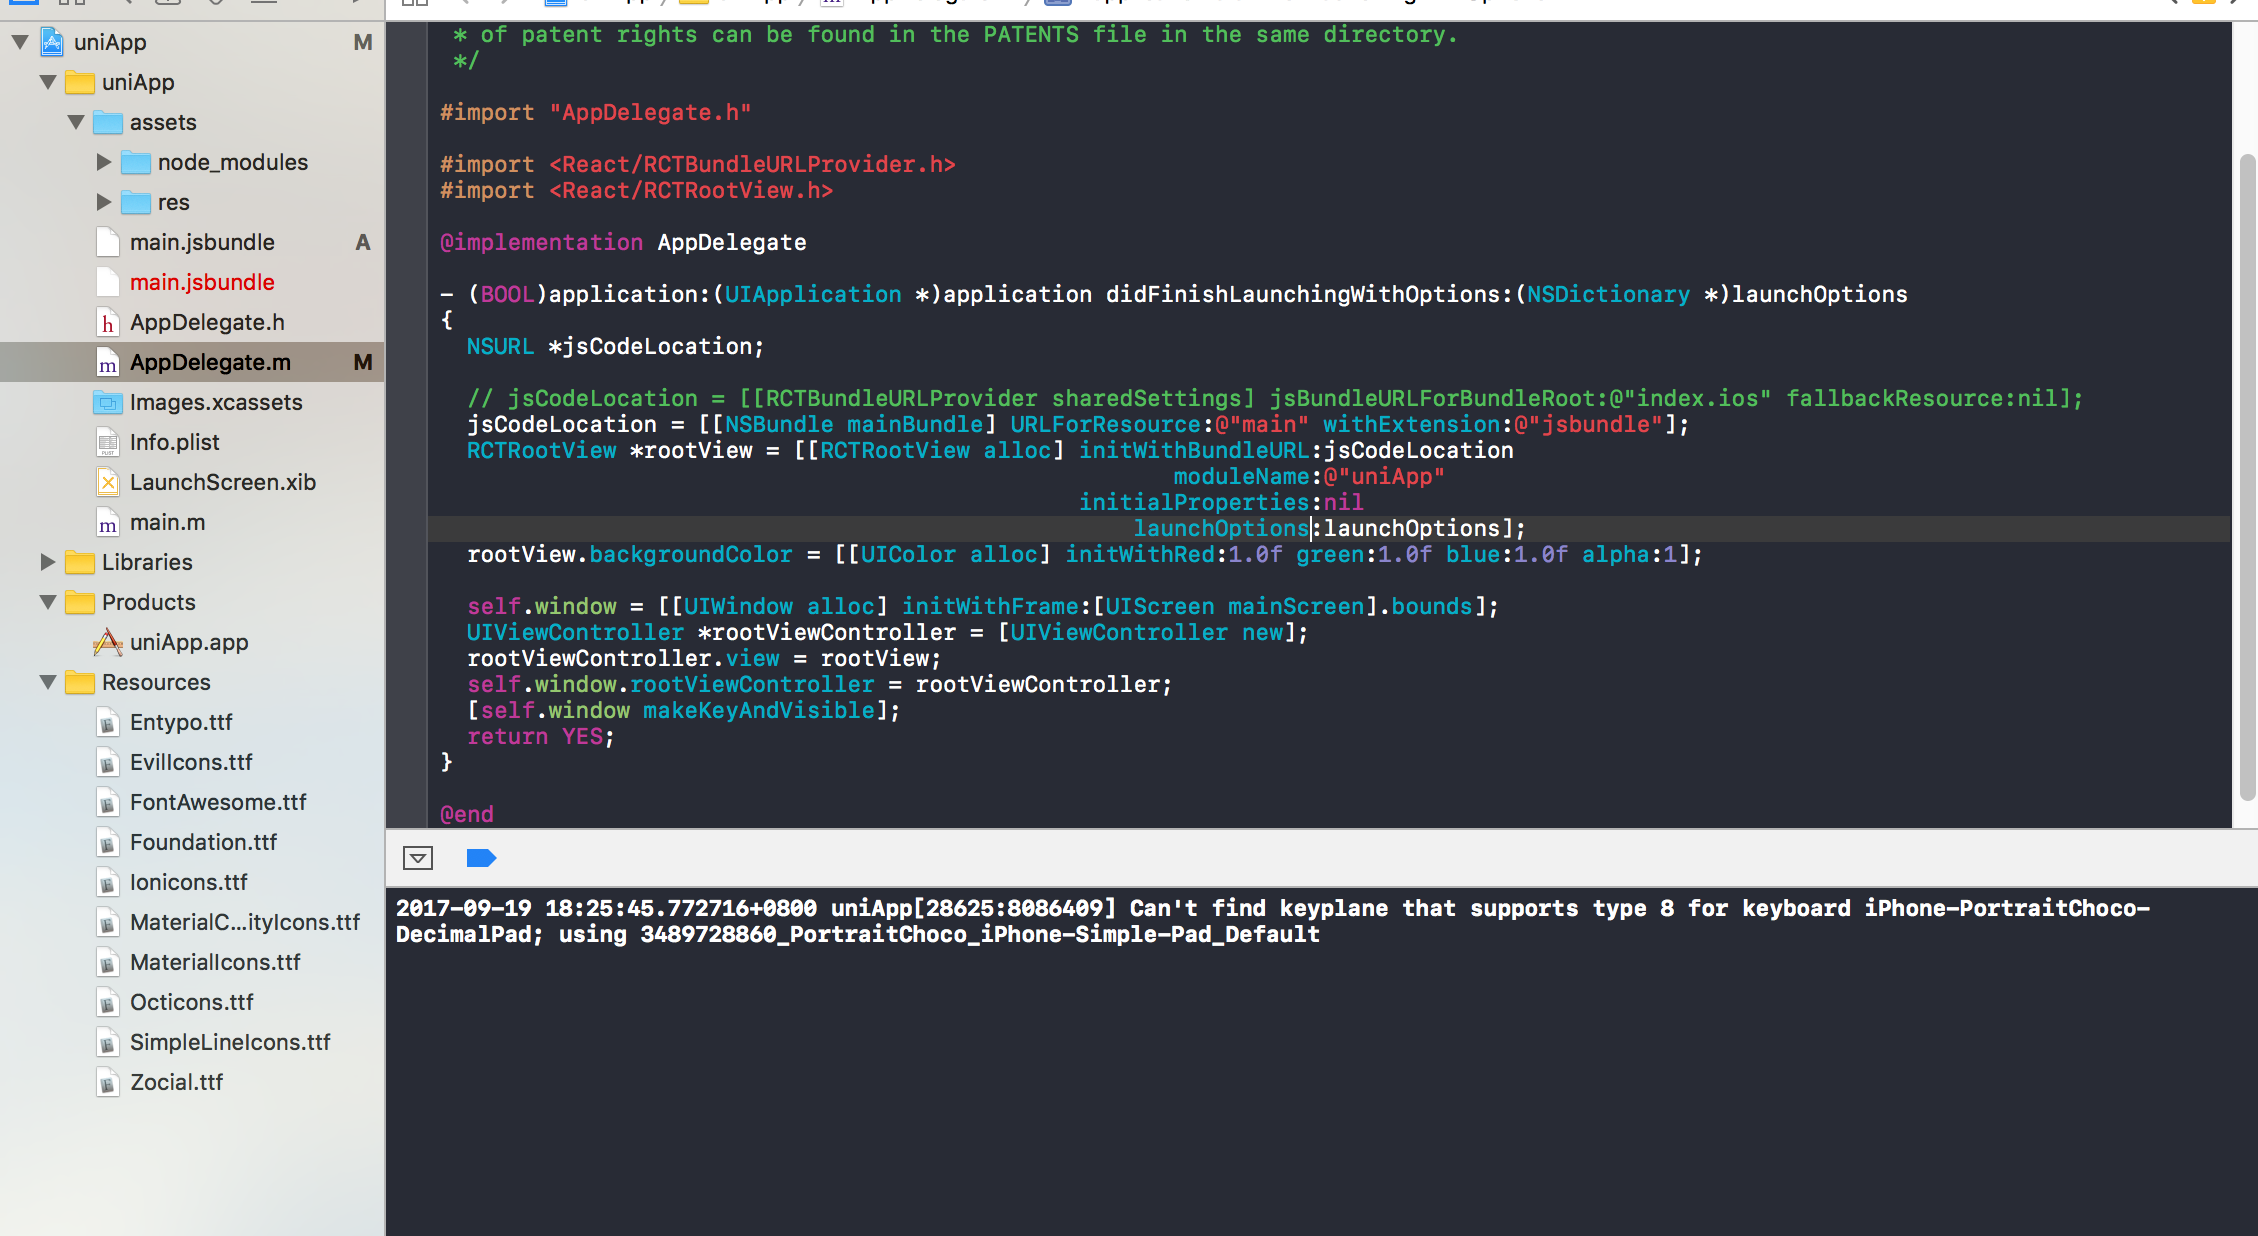 uniApp M
uniApp
assets
node_modules
res
main.jsbundle A
main.jsbundle
AppDelegate.h
AppDelegate.m M
Images.xcassets
Info.plist
LaunchScreen.xib
main.m
Libraries
Products
uniApp.app
Resources
Entypo.ttf
EvilIcons.ttf
FontAwesome.ttf
Foundation.ttf
Ionicons.ttf
MaterialC...ityIcons.ttf
MaterialIcons.ttf
Octicons.ttf
SimpleLineIcons.ttf
Zocial.ttf
* of patent rights can be found in the PATENTS file in the same directory.
*/
#import "AppDelegate.h"
#import <React/RCTBundleURLProvider.h>
#import <React/RCTRootView.h>
@implementation AppDelegate
- (BOOL)application:(UIApplication *)application didFinishLaunchingWithOptions:(NSDictionary *)launchOptions
{
NSURL *jsCodeLocation;
// jsCodeLocation = [[RCTBundleURLProvider sharedSettings] jsBundleURLForBundleRoot:@"index.ios" fallbackResource:nil];
jsCodeLocation = [[NSBundle mainBundle] URLForResource:@"main" withExtension:@"jsbundle"];
RCTRootView *rootView = [[RCTRootView alloc] initWithBundleURL:jsCodeLocation
moduleName:@"uniApp"
initialProperties:nil
launchOptions:launchOptions];
rootView.backgroundColor = [[UIColor alloc] initWithRed:1.0f green:1.0f blue:1.0f alpha:1];
self.window = [[UIWindow alloc] initWithFrame:[UIScreen mainScreen].bounds];
UIViewController *rootViewController = [UIViewController new];
rootViewController.view = rootView;
self.window.rootViewController = rootViewController;
[self.window makeKeyAndVisible];
return YES;
}
@end
2017-09-19 18:25:45.772716+0800 uniApp[28625:8086409] Can't find keyplane that supports type 8 for keyboard iPhone-PortraitChoco-
DecimalPad; using 3489728860_PortraitChoco_iPhone-Simple-Pad_Default